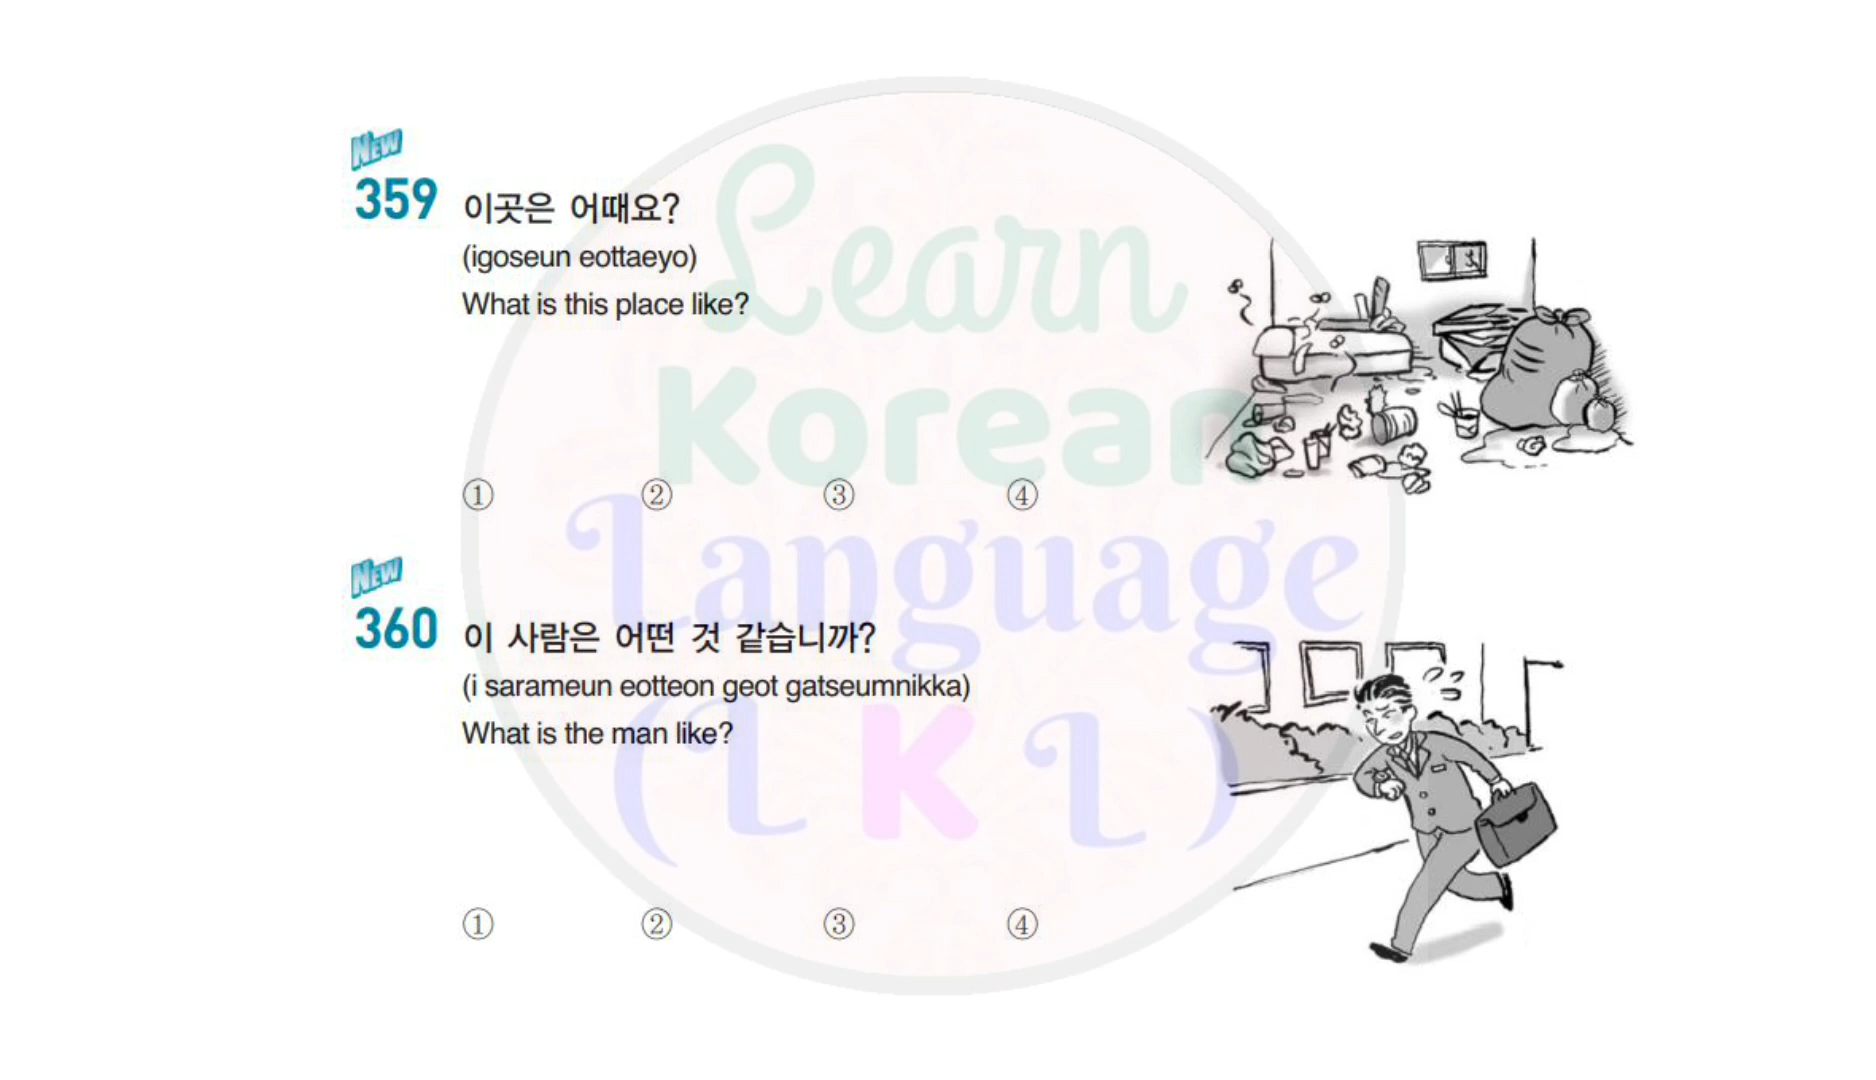 NEW
359 이곳은 어때요?
(igoseun eottaeyo)
What is this place like?
① ② ③ ④
NEW
360 이 사람은 어떤 것 같습니까?
(i sarameun eotteon geot gatseumnikka)
What is the man like?
① ② ③ ④
Learn
Korean
Language
(L K L)